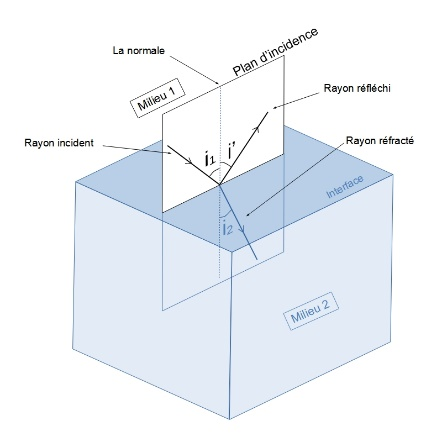 La normale
Plan d'incidence
Milieu 1
Rayon réfléchi
Rayon incident
i1
i'
Rayon réfracté
Interface
i2
Milieu 2